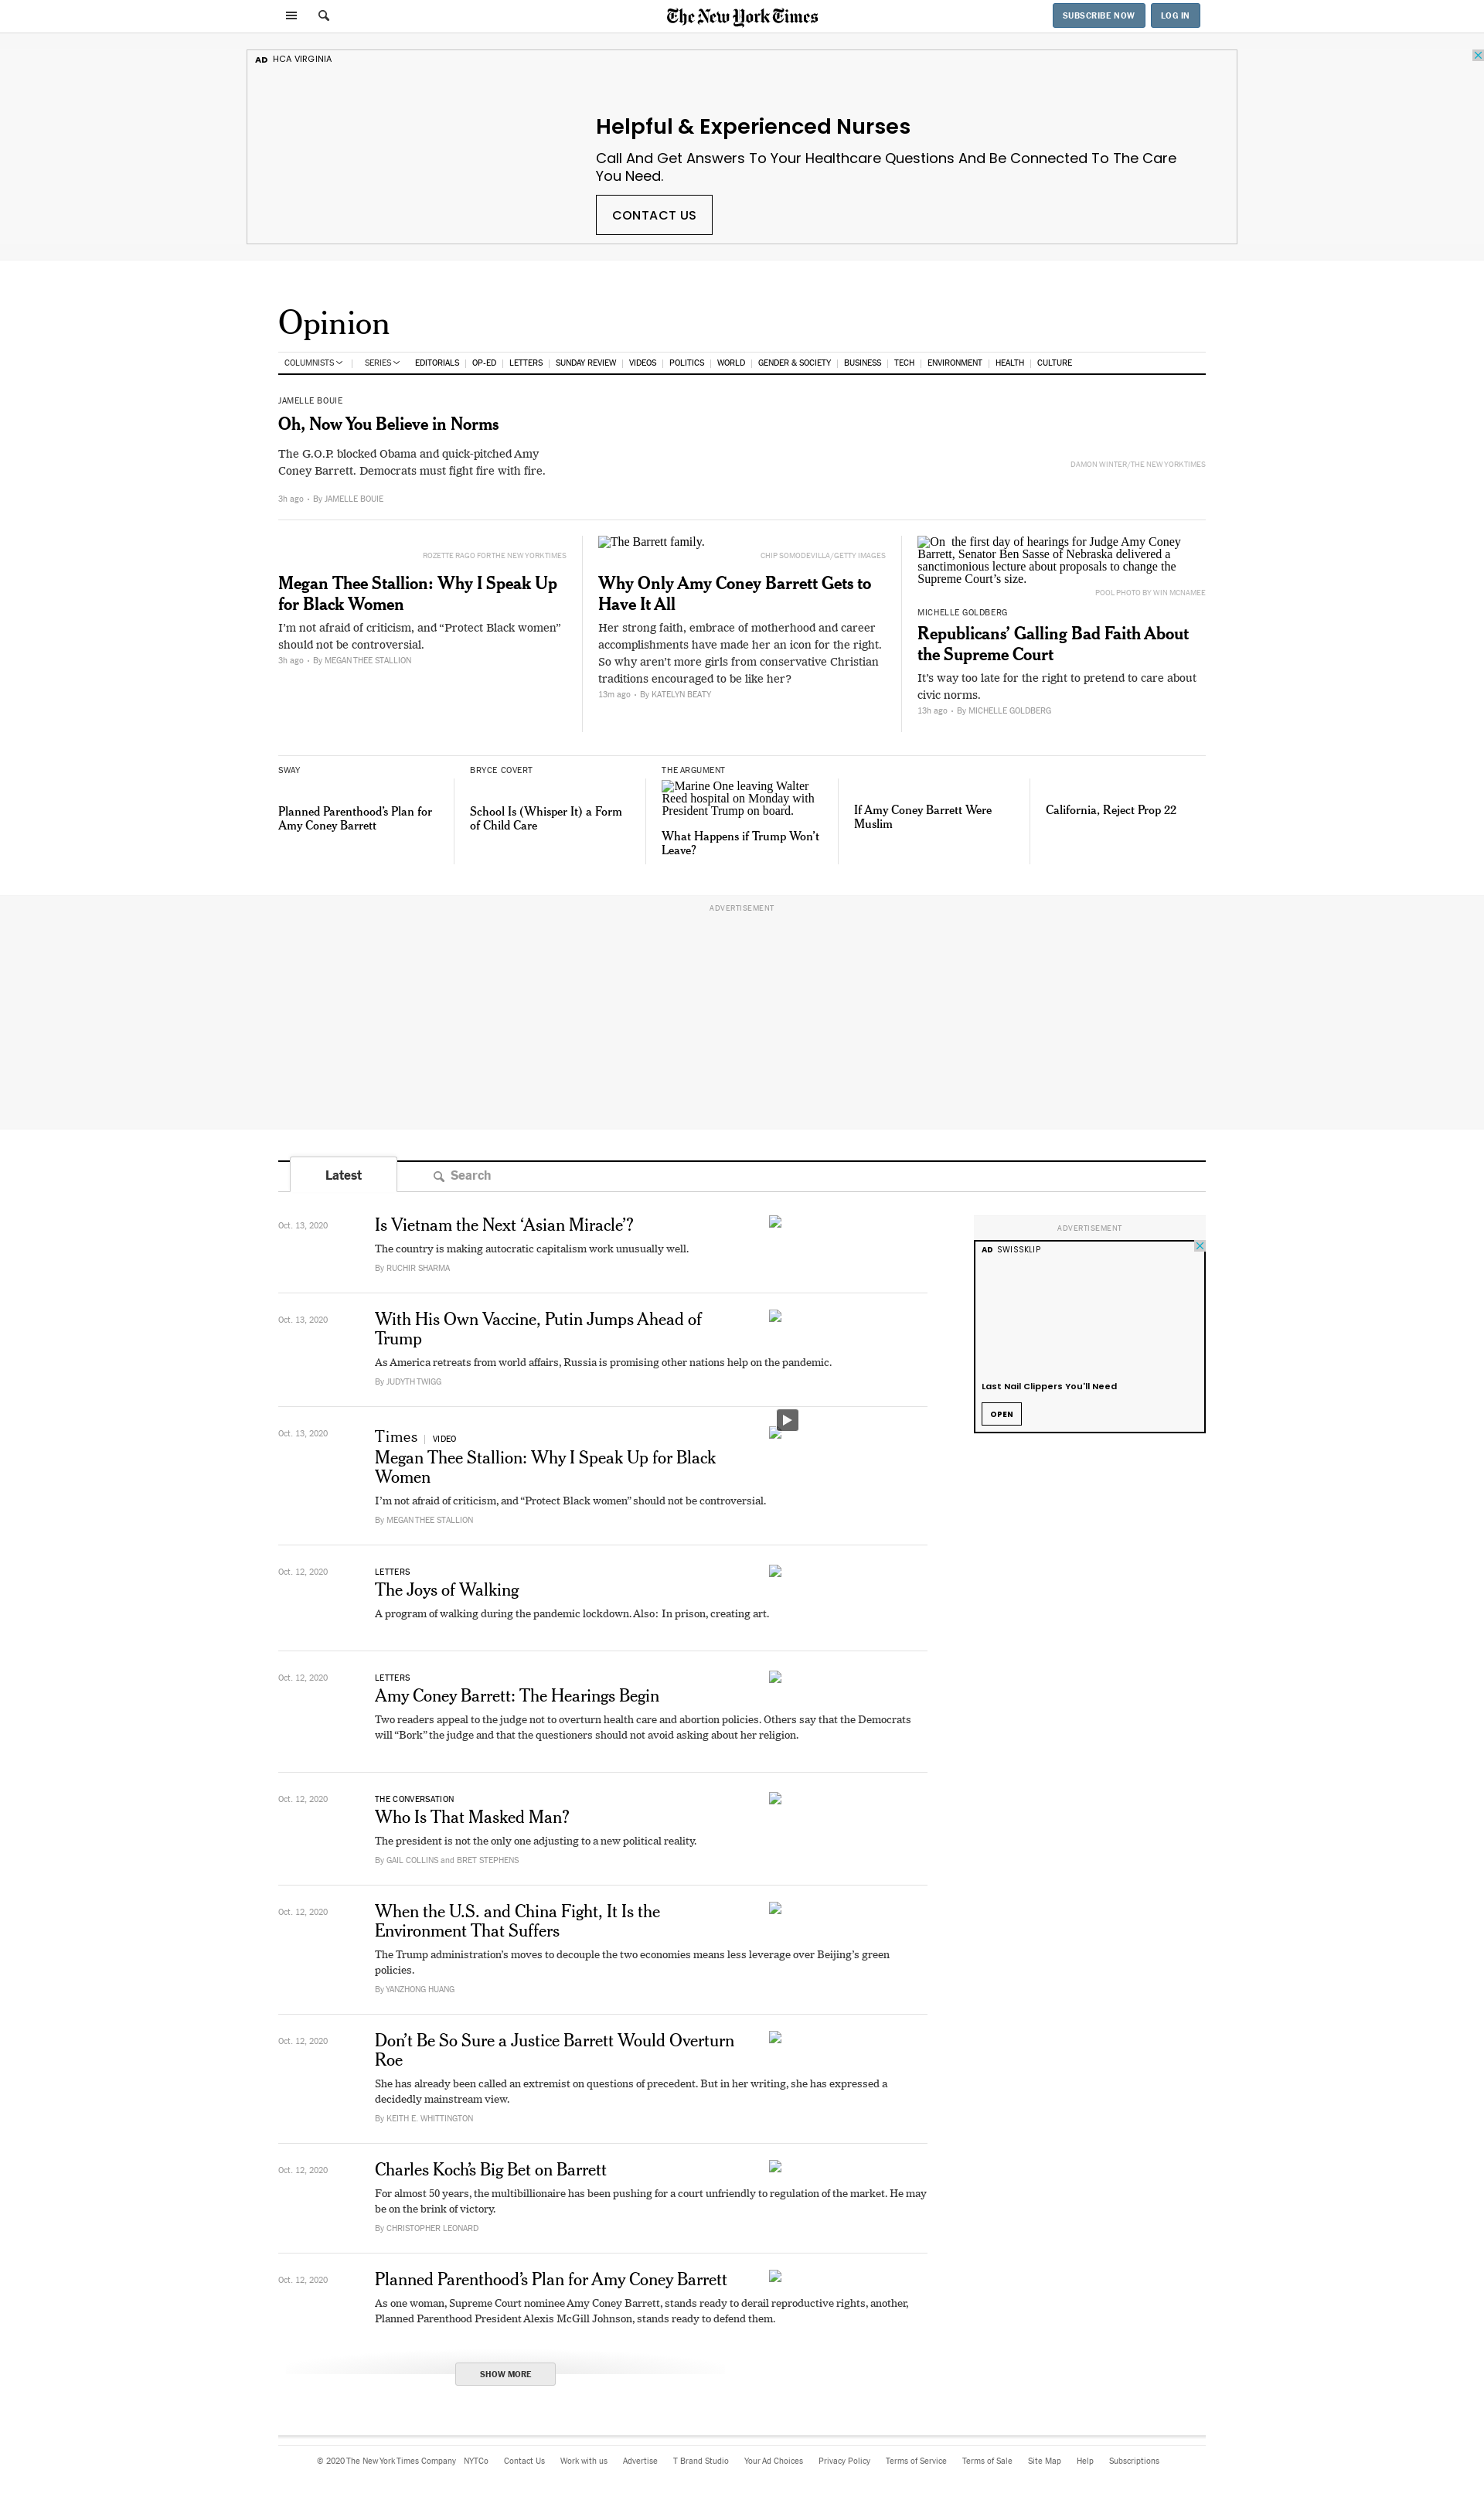 The New York Times
SUBSCRIBE NOW
LOG IN
AD HCA VIRGINIA
Helpful & Experienced Nurses
Call And Get Answers To Your Healthcare Questions And Be Connected To The Care
You Need.
CONTACT US
Opinion
COLUMNISTS | SERIES EDITORIALS | OP-ED | LETTERS | SUNDAY REVIEW | VIDEOS | POLITICS | WORLD | GENDER & SOCIETY | BUSINESS | TECH | ENVIRONMENT | HEALTH | CULTURE
JAMELLE BOUIE
Oh, Now You Believe in Norms
The G.O.P. blocked Obama and quick-pitched Amy
Coney Barrett. Democrats must fight fire with fire.
3h ago • By JAMELLE BOUIE
DAMON WINTER/THE NEW YORK TIMES
ROZETTE RAGO FOR THE NEW YORK TIMES
Megan Thee Stallion: Why I Speak Up
for Black Women
I’m not afraid of criticism, and “Protect Black women”
should not be controversial.
3h ago • By MEGAN THEE STALLION
The Barrett family.
CHIP SOMODEVILLA/GETTY IMAGES
Why Only Amy Coney Barrett Gets to
Have It All
Her strong faith, embrace of motherhood and career
accomplishments have made her an icon for the right.
So why aren’t more girls from conservative Christian
traditions encouraged to be like her?
13m ago • By KATELYN BEATY
On the first day of hearings for Judge Amy Coney
Barrett, Senator Ben Sasse of Nebraska delivered a
sanctimonious lecture about proposals to change the
Supreme Court’s size.
POOL PHOTO BY WIN MCNAMEE
MICHELLE GOLDBERG
Republicans’ Galling Bad Faith About
the Supreme Court
It’s way too late for the right to pretend to care about
civic norms.
13h ago • By MICHELLE GOLDBERG
SWAY
Planned Parenthood’s Plan for
Amy Coney Barrett
BRYCE COVERT
School Is (Whisper It) a Form
of Child Care
THE ARGUMENT
Marine One leaving Walter
Reed hospital on Monday with
President Trump on board.
What Happens if Trump Won’t
Leave?
If Amy Coney Barrett Were
Muslim
California, Reject Prop 22
ADVERTISEMENT
Latest
Search
Oct. 13, 2020
Is Vietnam the Next ‘Asian Miracle’?
The country is making autocratic capitalism work unusually well.
By RUCHIR SHARMA
ADVERTISEMENT
AD SWISSKLIP
Last Nail Clippers You'll Need
OPEN
Oct. 13, 2020
With His Own Vaccine, Putin Jumps Ahead of
Trump
As America retreats from world affairs, Russia is promising other nations help on the pandemic.
By JUDYTH TWIGG
Oct. 13, 2020
Times | VIDEO
Megan Thee Stallion: Why I Speak Up for Black
Women
I’m not afraid of criticism, and “Protect Black women” should not be controversial.
By MEGAN THEE STALLION
Oct. 12, 2020
LETTERS
The Joys of Walking
A program of walking during the pandemic lockdown. Also: In prison, creating art.
Oct. 12, 2020
LETTERS
Amy Coney Barrett: The Hearings Begin
Two readers appeal to the judge not to overturn health care and abortion policies. Others say that the Democrats
will “Bork” the judge and that the questioners should not avoid asking about her religion.
Oct. 12, 2020
THE CONVERSATION
Who Is That Masked Man?
The president is not the only one adjusting to a new political reality.
By GAIL COLLINS and BRET STEPHENS
Oct. 12, 2020
When the U.S. and China Fight, It Is the
Environment That Suffers
The Trump administration’s moves to decouple the two economies means less leverage over Beijing’s green
policies.
By YANZHONG HUANG
Oct. 12, 2020
Don’t Be So Sure a Justice Barrett Would Overturn
Roe
She has already been called an extremist on questions of precedent. But in her writing, she has expressed a
decidedly mainstream view.
By KEITH E. WHITTINGTON
Oct. 12, 2020
Charles Koch’s Big Bet on Barrett
For almost 50 years, the multibillionaire has been pushing for a court unfriendly to regulation of the market. He may
be on the brink of victory.
By CHRISTOPHER LEONARD
Oct. 12, 2020
Planned Parenthood’s Plan for Amy Coney Barrett
As one woman, Supreme Court nominee Amy Coney Barrett, stands ready to derail reproductive rights, another,
Planned Parenthood President Alexis McGill Johnson, stands ready to defend them.
SHOW MORE
© 2020 The New York Times Company NYTCo Contact Us Work with us Advertise T Brand Studio Your Ad Choices Privacy Policy Terms of Service Terms of Sale Site Map Help Subscriptions